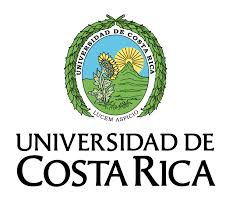 UNIVERSIDAD DE COSTA RICA
LUCEM ASPICIO
UNIVERSIDAD DE
COSTA RICA